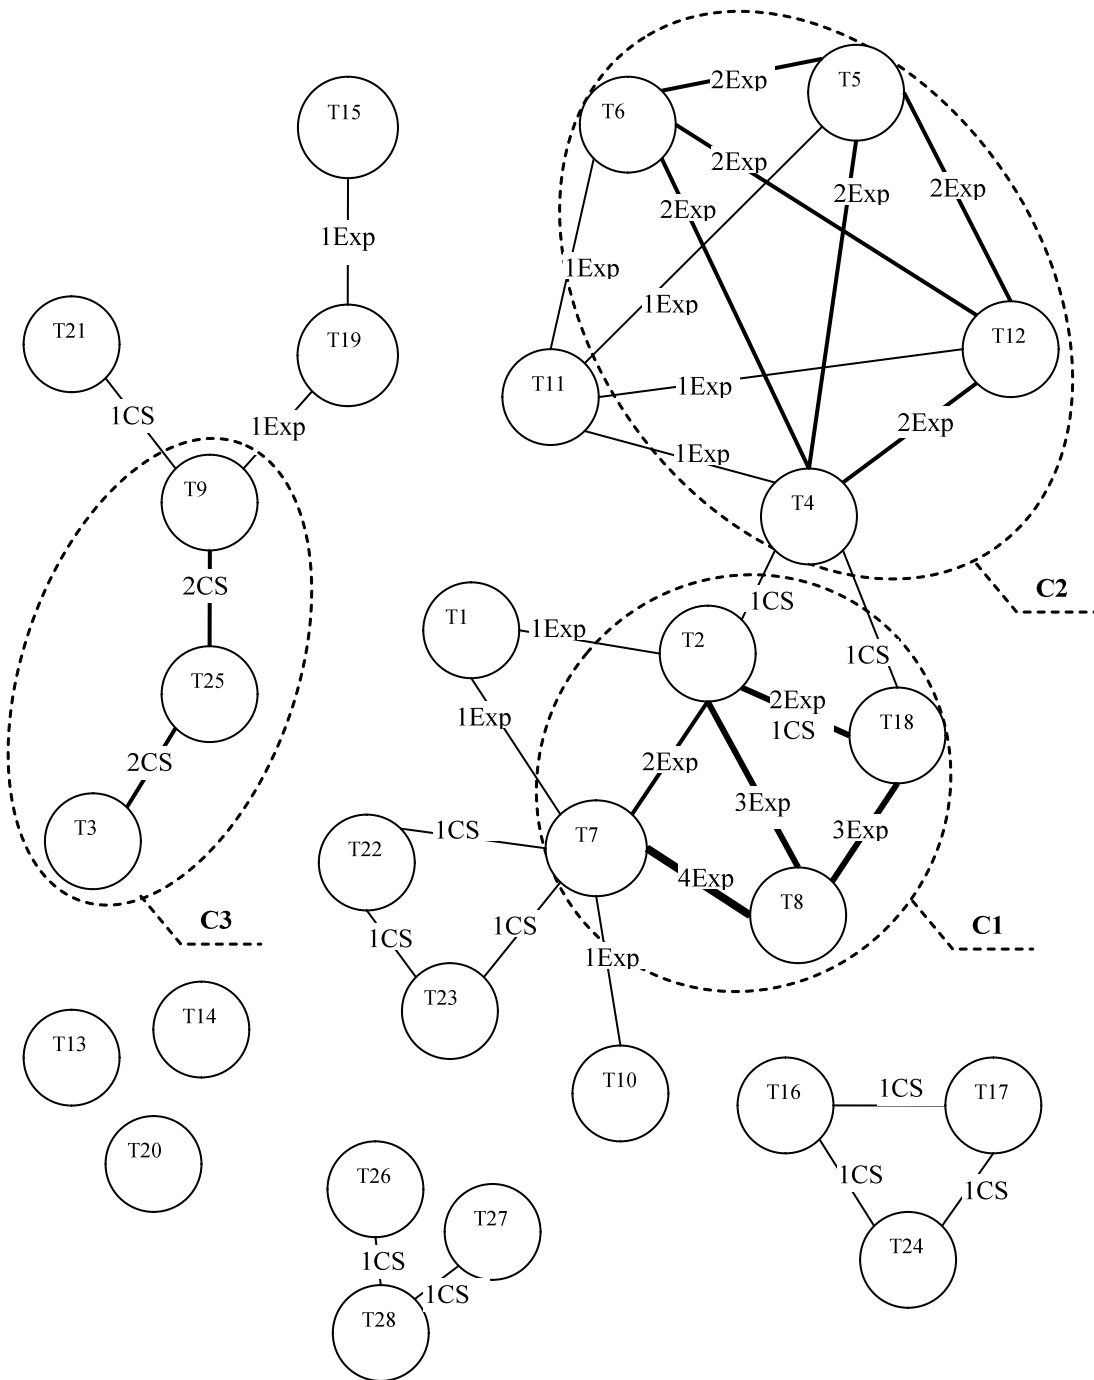 T5
2Exp
T6
T15
2Exp
2Exp
2Exp
2Exp
1Exp
1Exp
1Exp
T21
T19
T12
T11
1Exp
1CS
1Exp
2Exp
1Exp
T9
T4
2CS
C2
1CS
T1
1Exp
T2
1CS
T25
2Exp
1CS
1Exp
T18
2CS
2Exp
3Exp
T3
1CS
T7
3Exp
T22
4Exp
T8
C3
1CS
1CS
C1
1Exp
T23
T14
T13
T10
T16
1CS
T17
T20
T26
1CS
1CS
T27
T24
1CS
1CS
T28